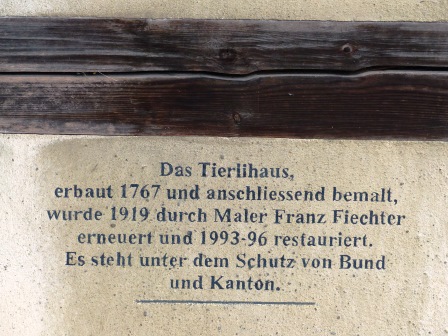 Das Tierlihaus,
erbaut 1767 und anschliessend bemalt,
wurde 1919 durch Maler Franz Fiechter
erneuert und 1993-96 restauriert.
Es steht unter dem Schutz von Bund
und Kanton.